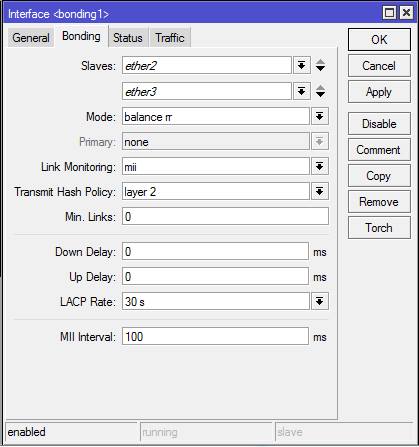 Interface <bonding1>
General Bonding Status Traffic
OK
Slaves: ether2
Cancel
ether3
Apply
Mode: balance rr
Disable
Primary: none
Comment
Link Monitoring: mii
Copy
Transmit Hash Policy: layer 2
Remove
Min. Links: 0
Torch
Down Delay: 0 ms
Up Delay: 0 ms
LACP Rate: 30 s
MII Interval: 100 ms
enabled running slave